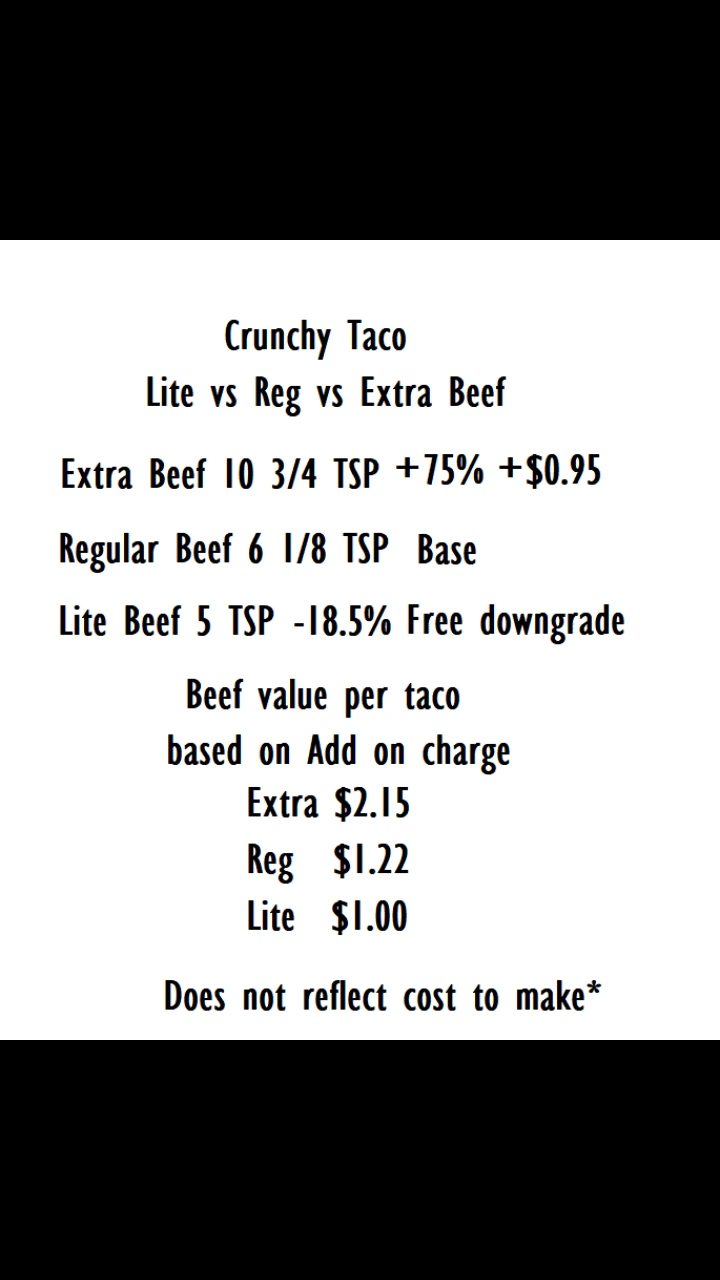 Crunchy Taco
Lite vs Reg vs Extra Beef
Extra Beef 10 3/4 TSP +75% +$0.95
Regular Beef 6 1/8 TSP Base
Lite Beef 5 TSP -18.5% Free downgrade
Beef value per taco
based on Add on charge
Extra $2.15
Reg $1.22
Lite $1.00
Does not reflect cost to make*